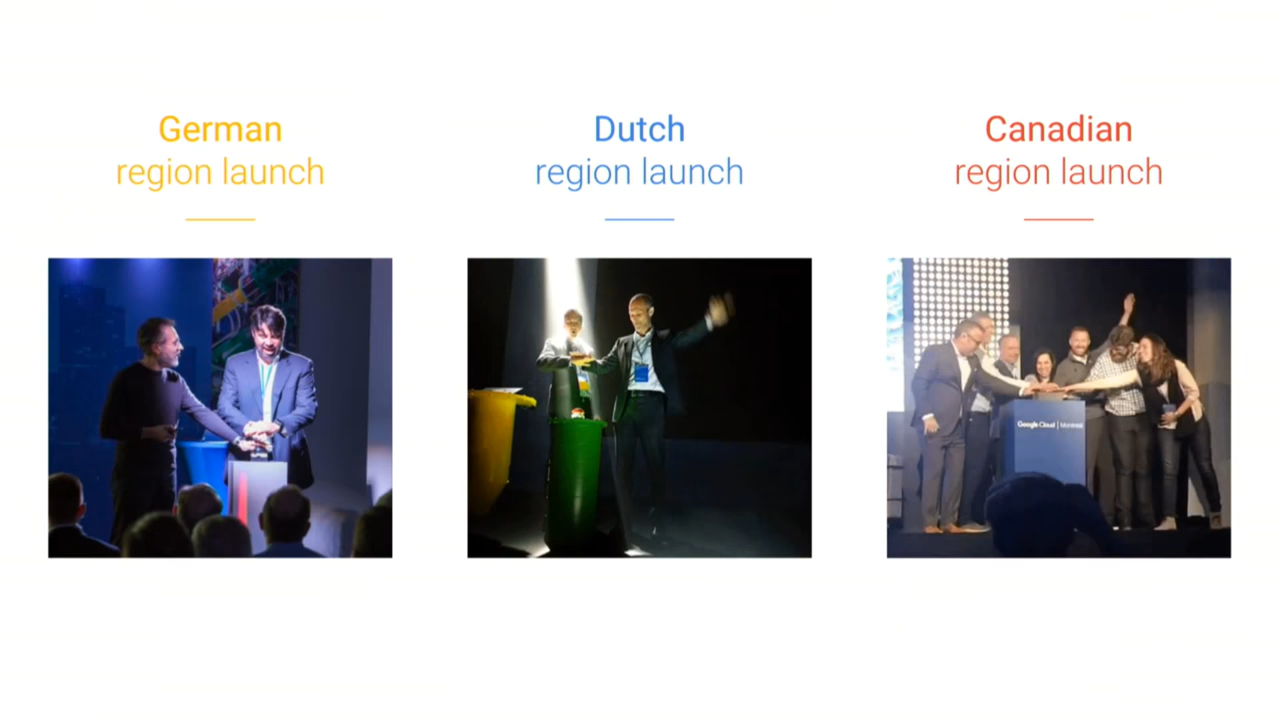 German
region launch
Dutch
region launch
Canadian
region launch
Google Cloud | Montréal